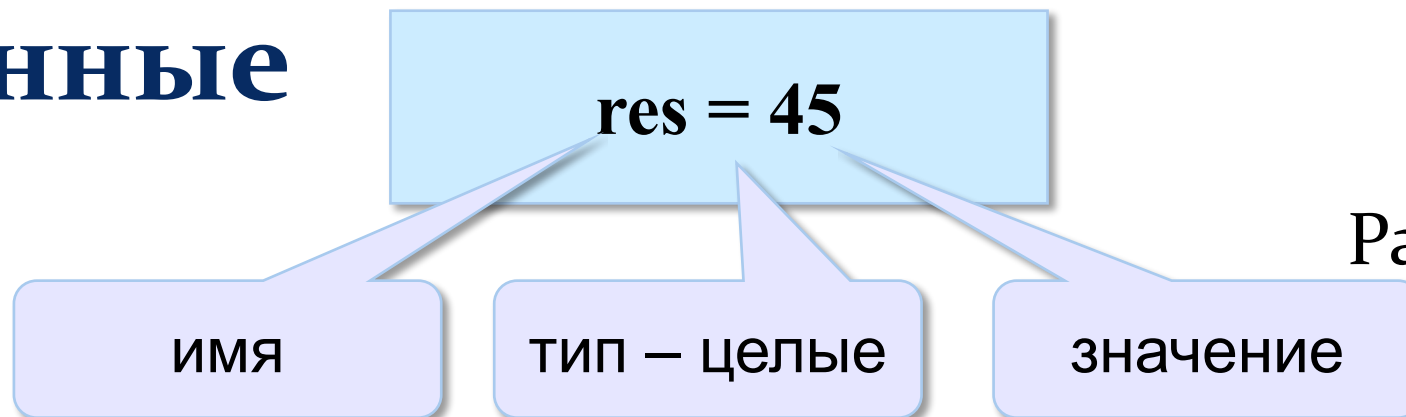 нные
res = 45
Ра
имя
тип – целые
значение